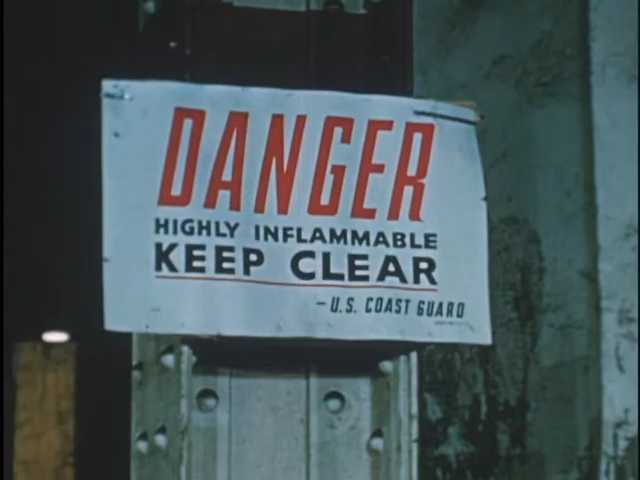 DANGER
HIGHLY INFLAMMABLE
KEEP CLEAR
– U.S. COAST GUARD